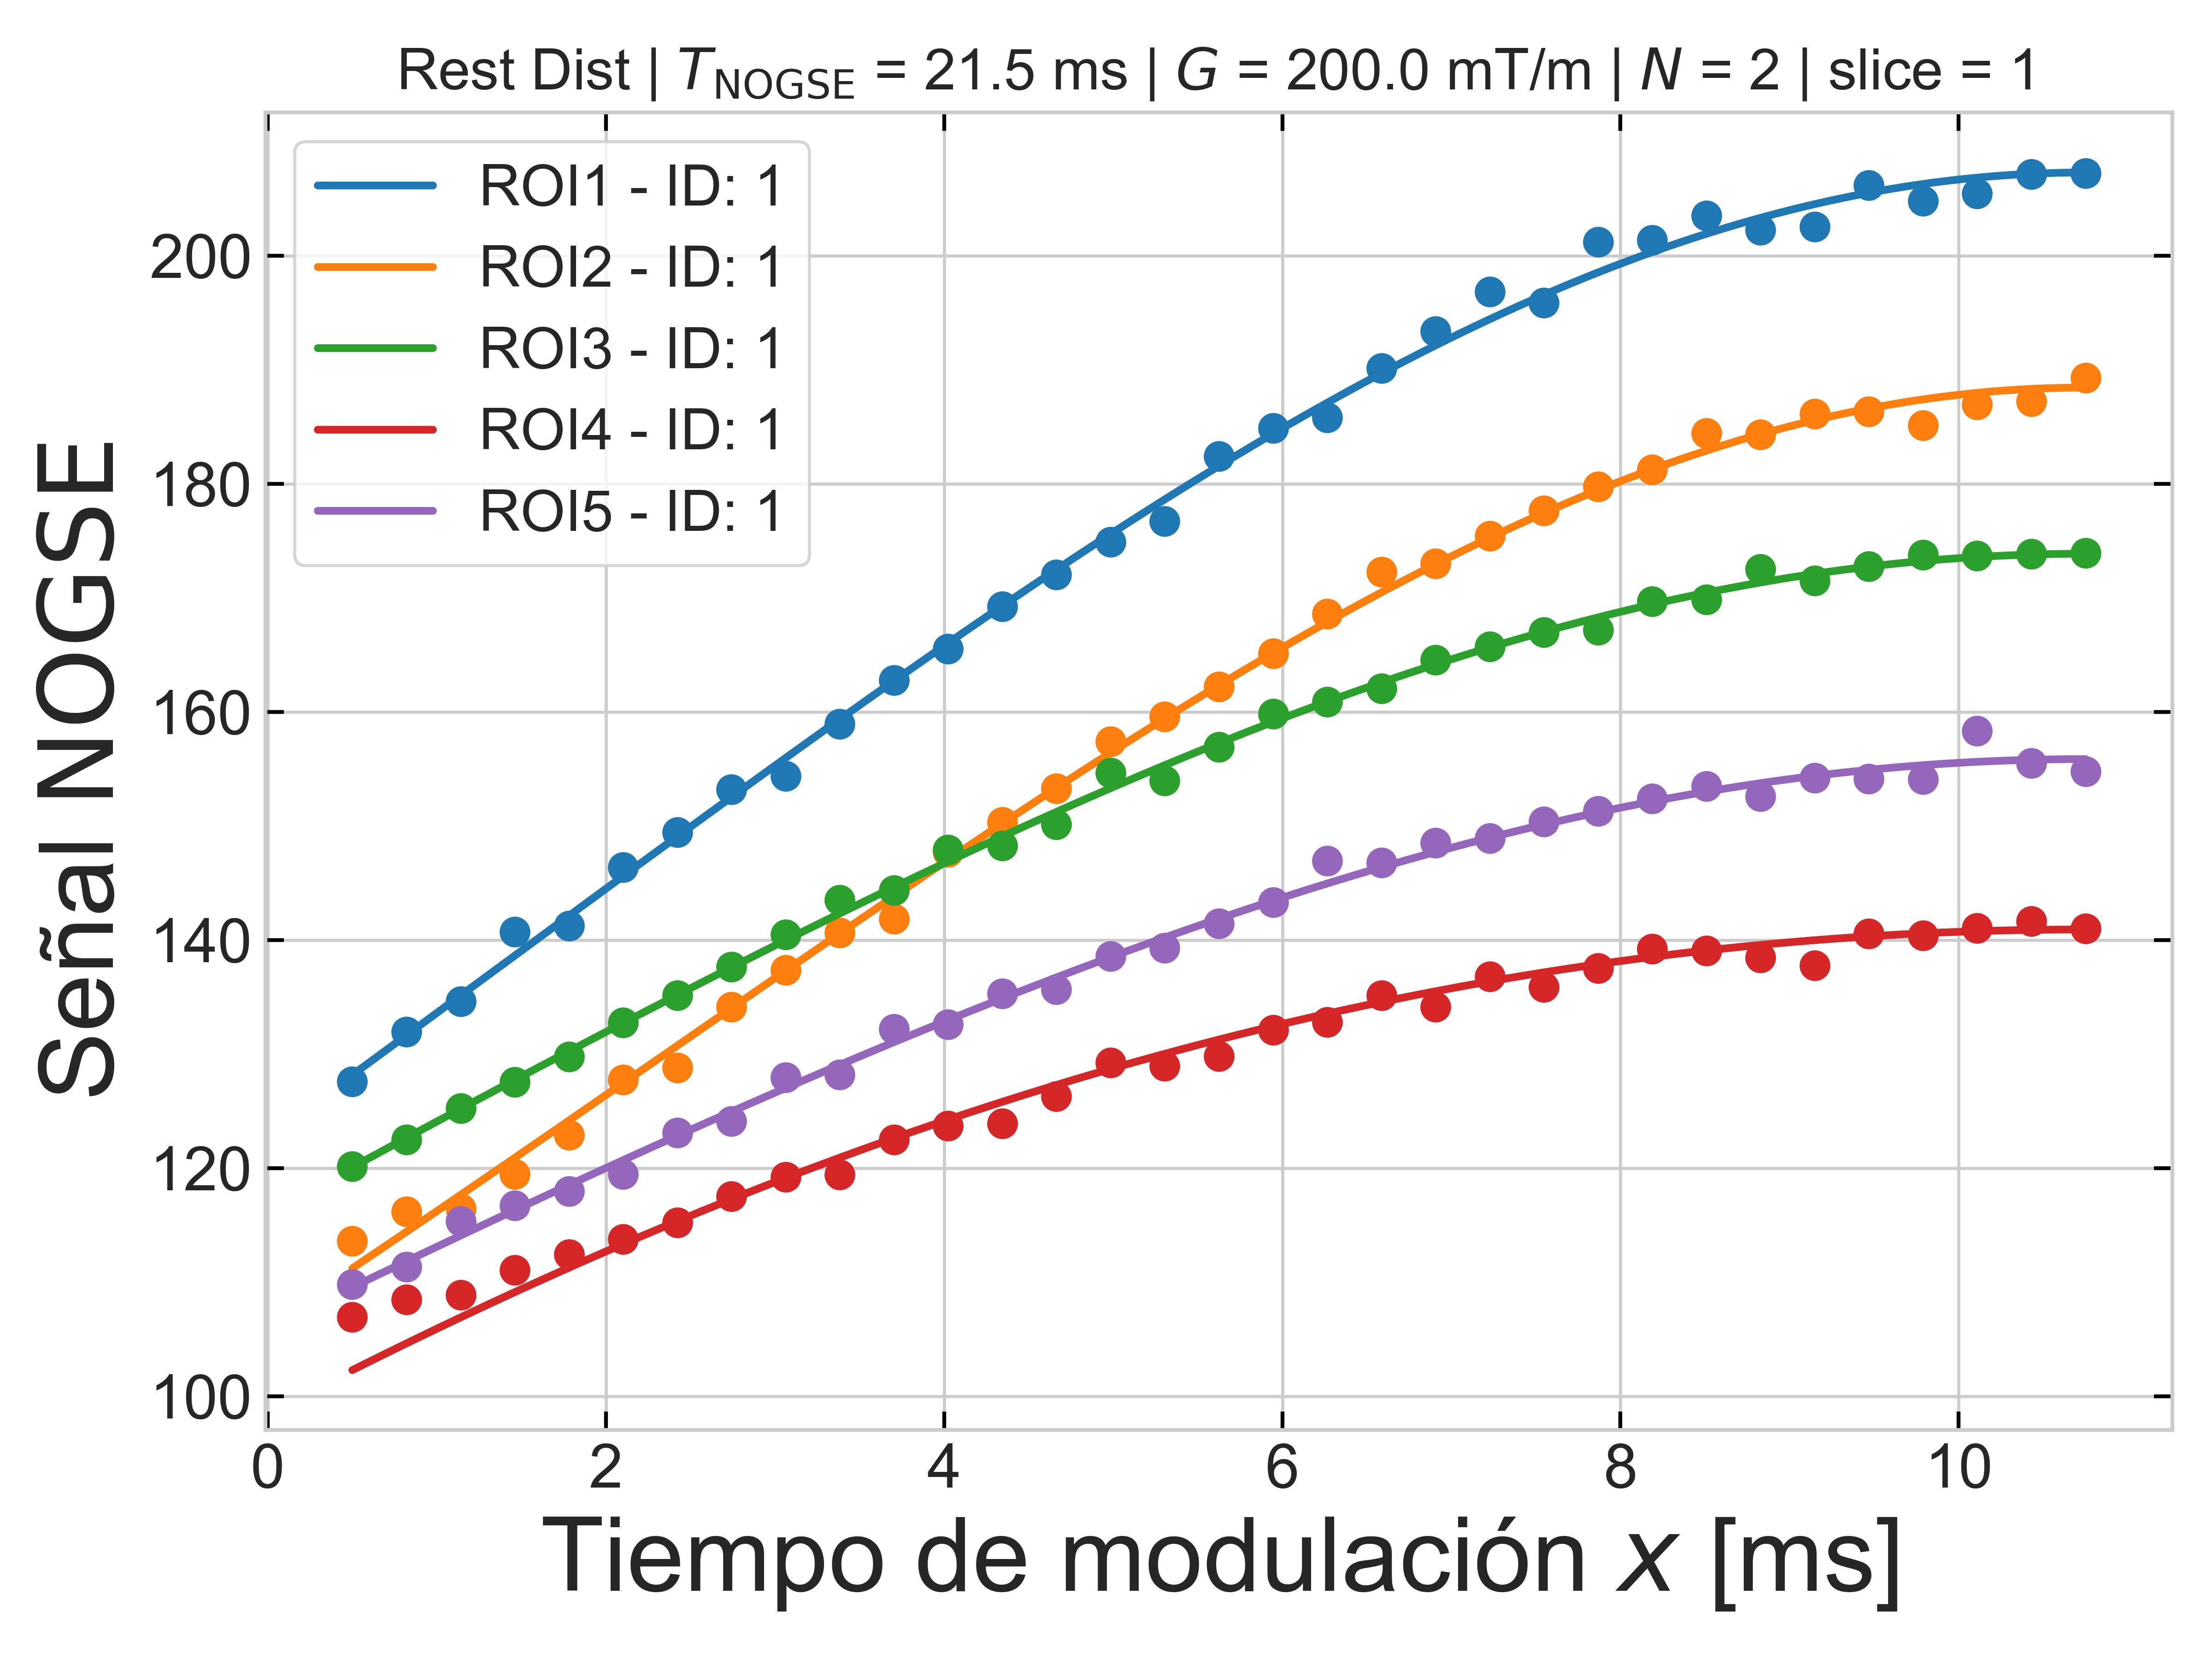 Rest Dist | T_NOGSE = 21.5 ms | G = 200.0 mT/m | N = 2 | slice = 1
ROI1 - ID: 1
ROI2 - ID: 1
ROI3 - ID: 1
ROI4 - ID: 1
ROI5 - ID: 1
Señal NOGSE
200
180
160
140
120
100
0 2 4 6 8 10
Tiempo de modulación x [ms]